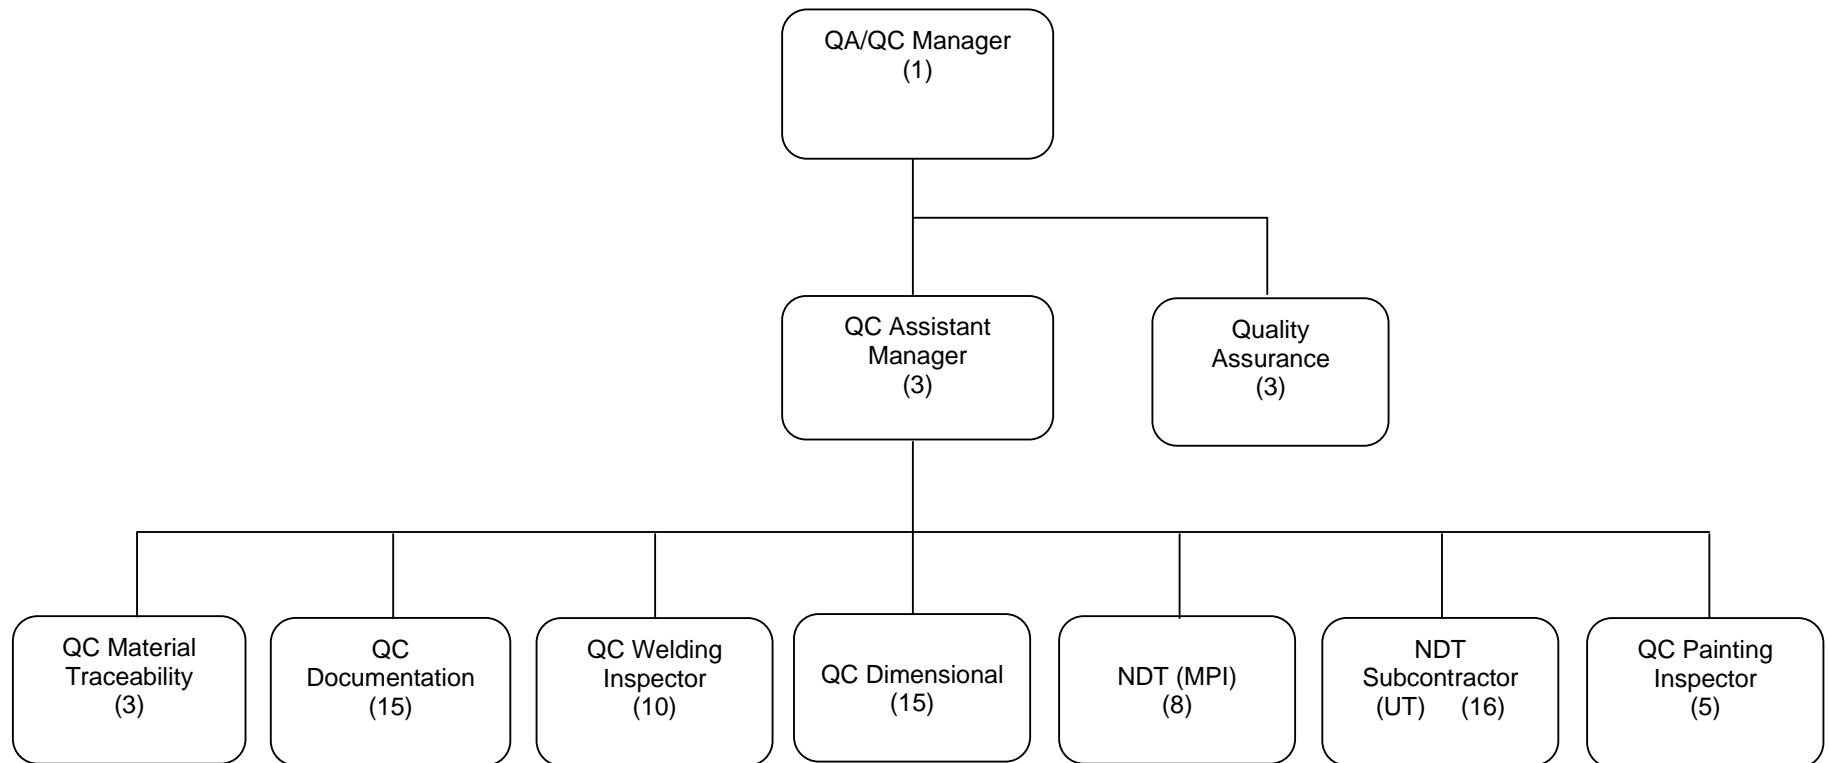 QA/QC Manager
(1)
QC Assistant
Manager
(3)
Quality
Assurance
(3)
QC Material
Traceability
(3)
QC
Documentation
(15)
QC Welding
Inspector
(10)
QC Dimensional
(15)
NDT (MPI)
(8)
NDT
Subcontractor
(UT) (16)
QC Painting
Inspector
(5)